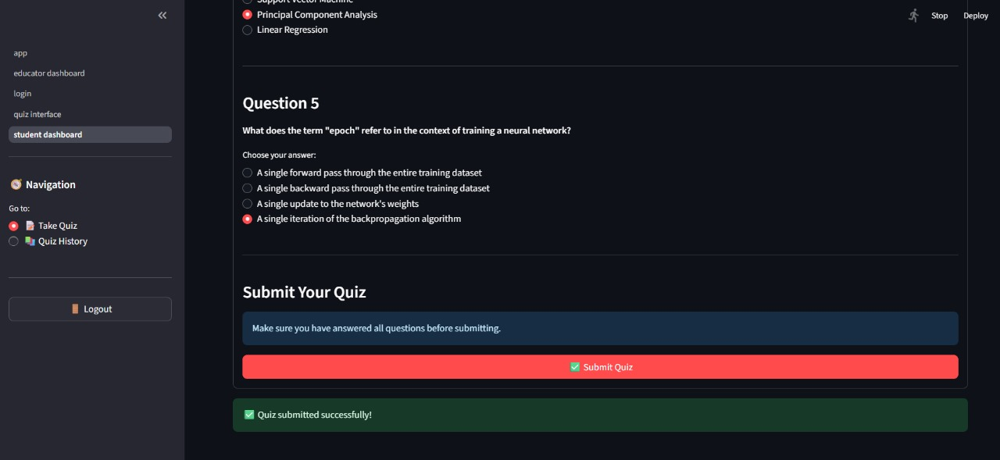 app
educator dashboard
login
quiz interface
student dashboard
Navigation
Go to:
Take Quiz
Quiz History
Logout
Stop
Deploy
Support Vector Machine
Principal Component Analysis
Linear Regression
Question 5
What does the term "epoch" refer to in the context of training a neural network?
Choose your answer:
A single forward pass through the entire training dataset
A single backward pass through the entire training dataset
A single update to the network's weights
A single iteration of the backpropagation algorithm
Submit Your Quiz
Make sure you have answered all questions before submitting.
Submit Quiz
Quiz submitted successfully!